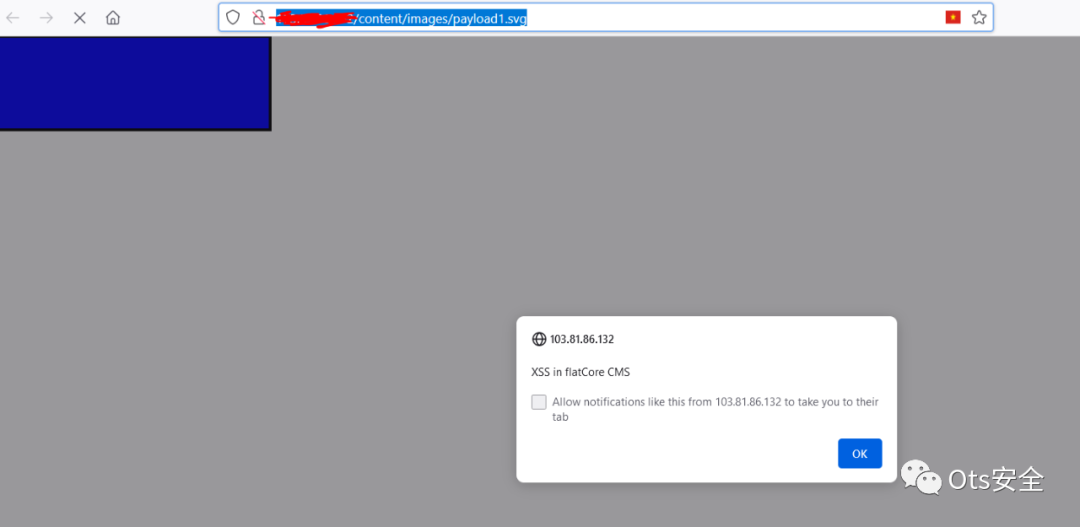 /content/images/payload1.svg
103.81.86.132
XSS in flatCore CMS
Allow notifications like this from 103.81.86.132 to take you to their
tab
OK
Ots安全